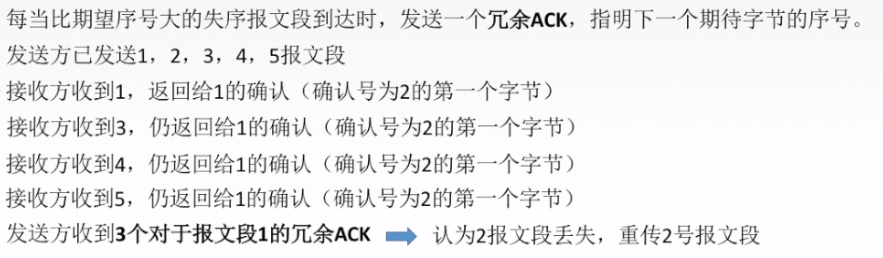 每当比期望序号大的失序报文段到达时，发送一个冗余ACK，指明下一个期待字节的序号。
发送方已发送1，2，3，4，5报文段
接收方收到1，返回给1的确认（确认号为2的第一个字节）
接收方收到3，仍返回给1的确认（确认号为2的第一个字节）
接收方收到4，仍返回给1的确认（确认号为2的第一个字节）
接收方收到5，仍返回给1的确认（确认号为2的第一个字节）
发送方收到3个对于报文段1的冗余ACK 认为2报文段丢失，重传2号报文段